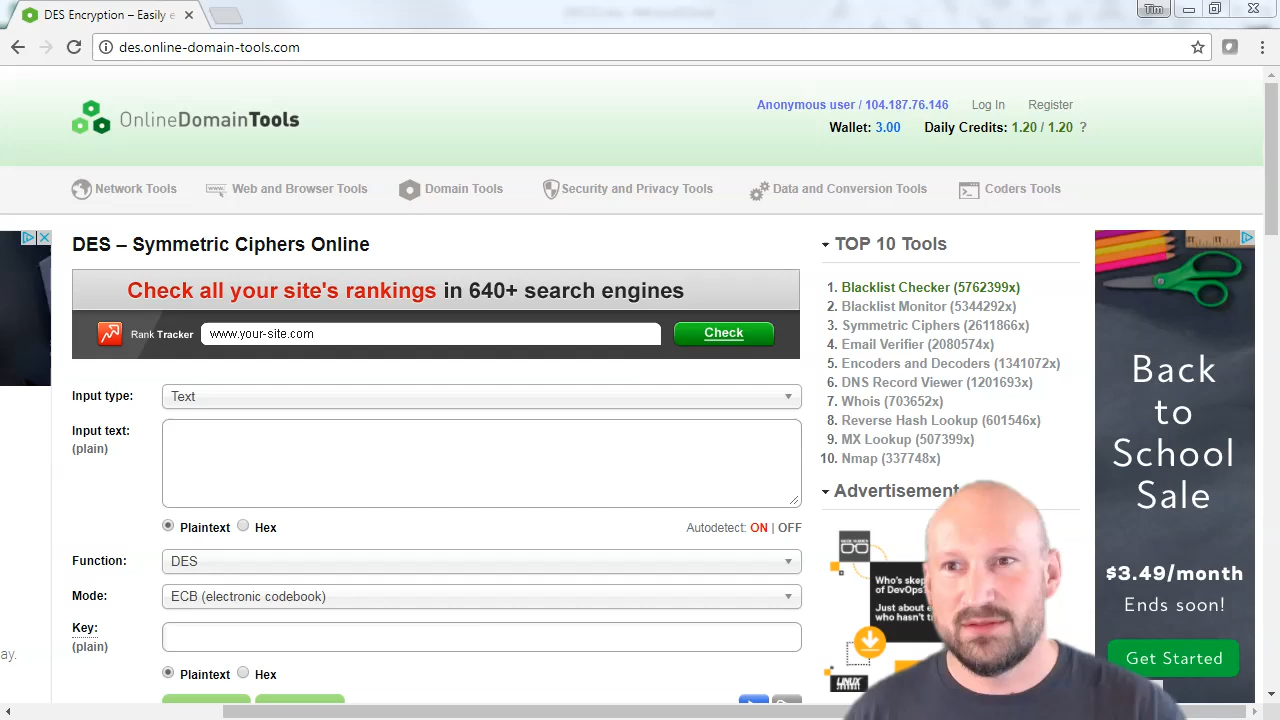 DES Encryption – Easily e
Tim
des.online-domain-tools.com
OnlineDomainTools
Anonymous user / 104.187.76.146 Log In Register
Wallet: 3.00 Daily Credits: 1.20 / 1.20 ?
Network Tools Web and Browser Tools Domain Tools Security and Privacy Tools Data and Conversion Tools Coders Tools
DES – Symmetric Ciphers Online
Check all your site's rankings in 640+ search engines
Rank Tracker www.your-site.com Check
Input type: Text
Input text:
(plain)
Plaintext Hex Autodetect: ON | OFF
Function: DES
Mode: ECB (electronic codebook)
Key:
(plain)
Plaintext Hex
ay.
TOP 10 Tools
1. Blacklist Checker (5762399x)
2. Blacklist Monitor (5344292x)
3. Symmetric Ciphers (2611866x)
4. Email Verifier (2080574x)
5. Encoders and Decoders (1341072x)
6. DNS Record Viewer (1201693x)
7. Whois (703652x)
8. Reverse Hash Lookup (601546x)
9. MX Lookup (507399x)
10. Nmap (337748x)
Advertisement
Who's skep
of DevOps?
Just about e
who hasn't t
LINUX
Back
to
School
Sale
$3.49/month
Ends soon!
Get Started